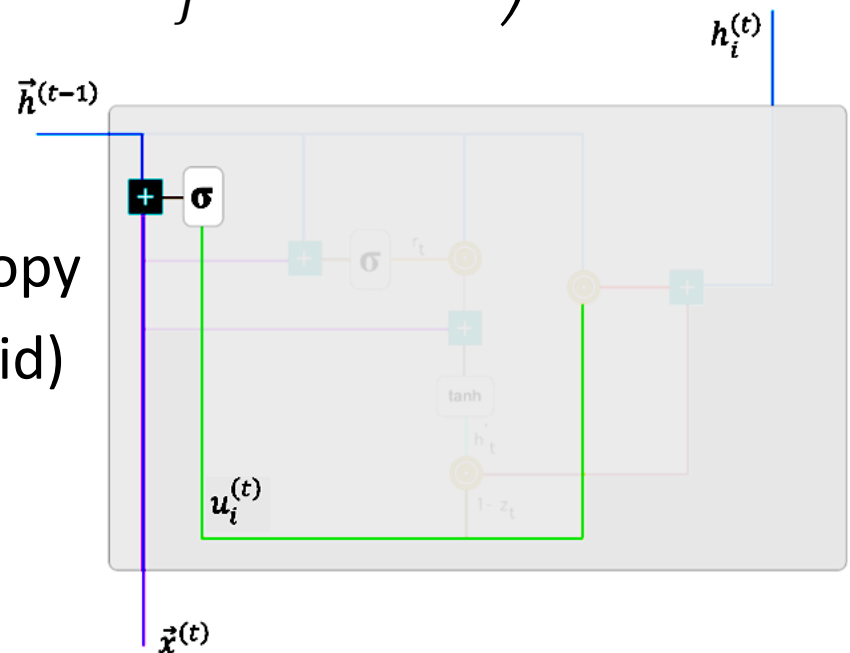 h_i^(t)
h⃗^(t−1)
+ σ
opy
+ σ r_t
+
id)
+
tanh
h'_t
u_i^(t)
1- z_t
x⃗^(t)